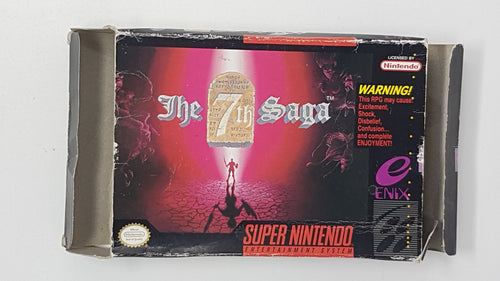 LICENSED BY
Nintendo
The 7th Saga™
WARNING!
This RPG may cause
Excitement,
Shock,
Disbelief,
Confusion...
and complete
ENJOYMENT!
ENIX
SUPER NINTENDO
ENTERTAINMENT SYSTEM